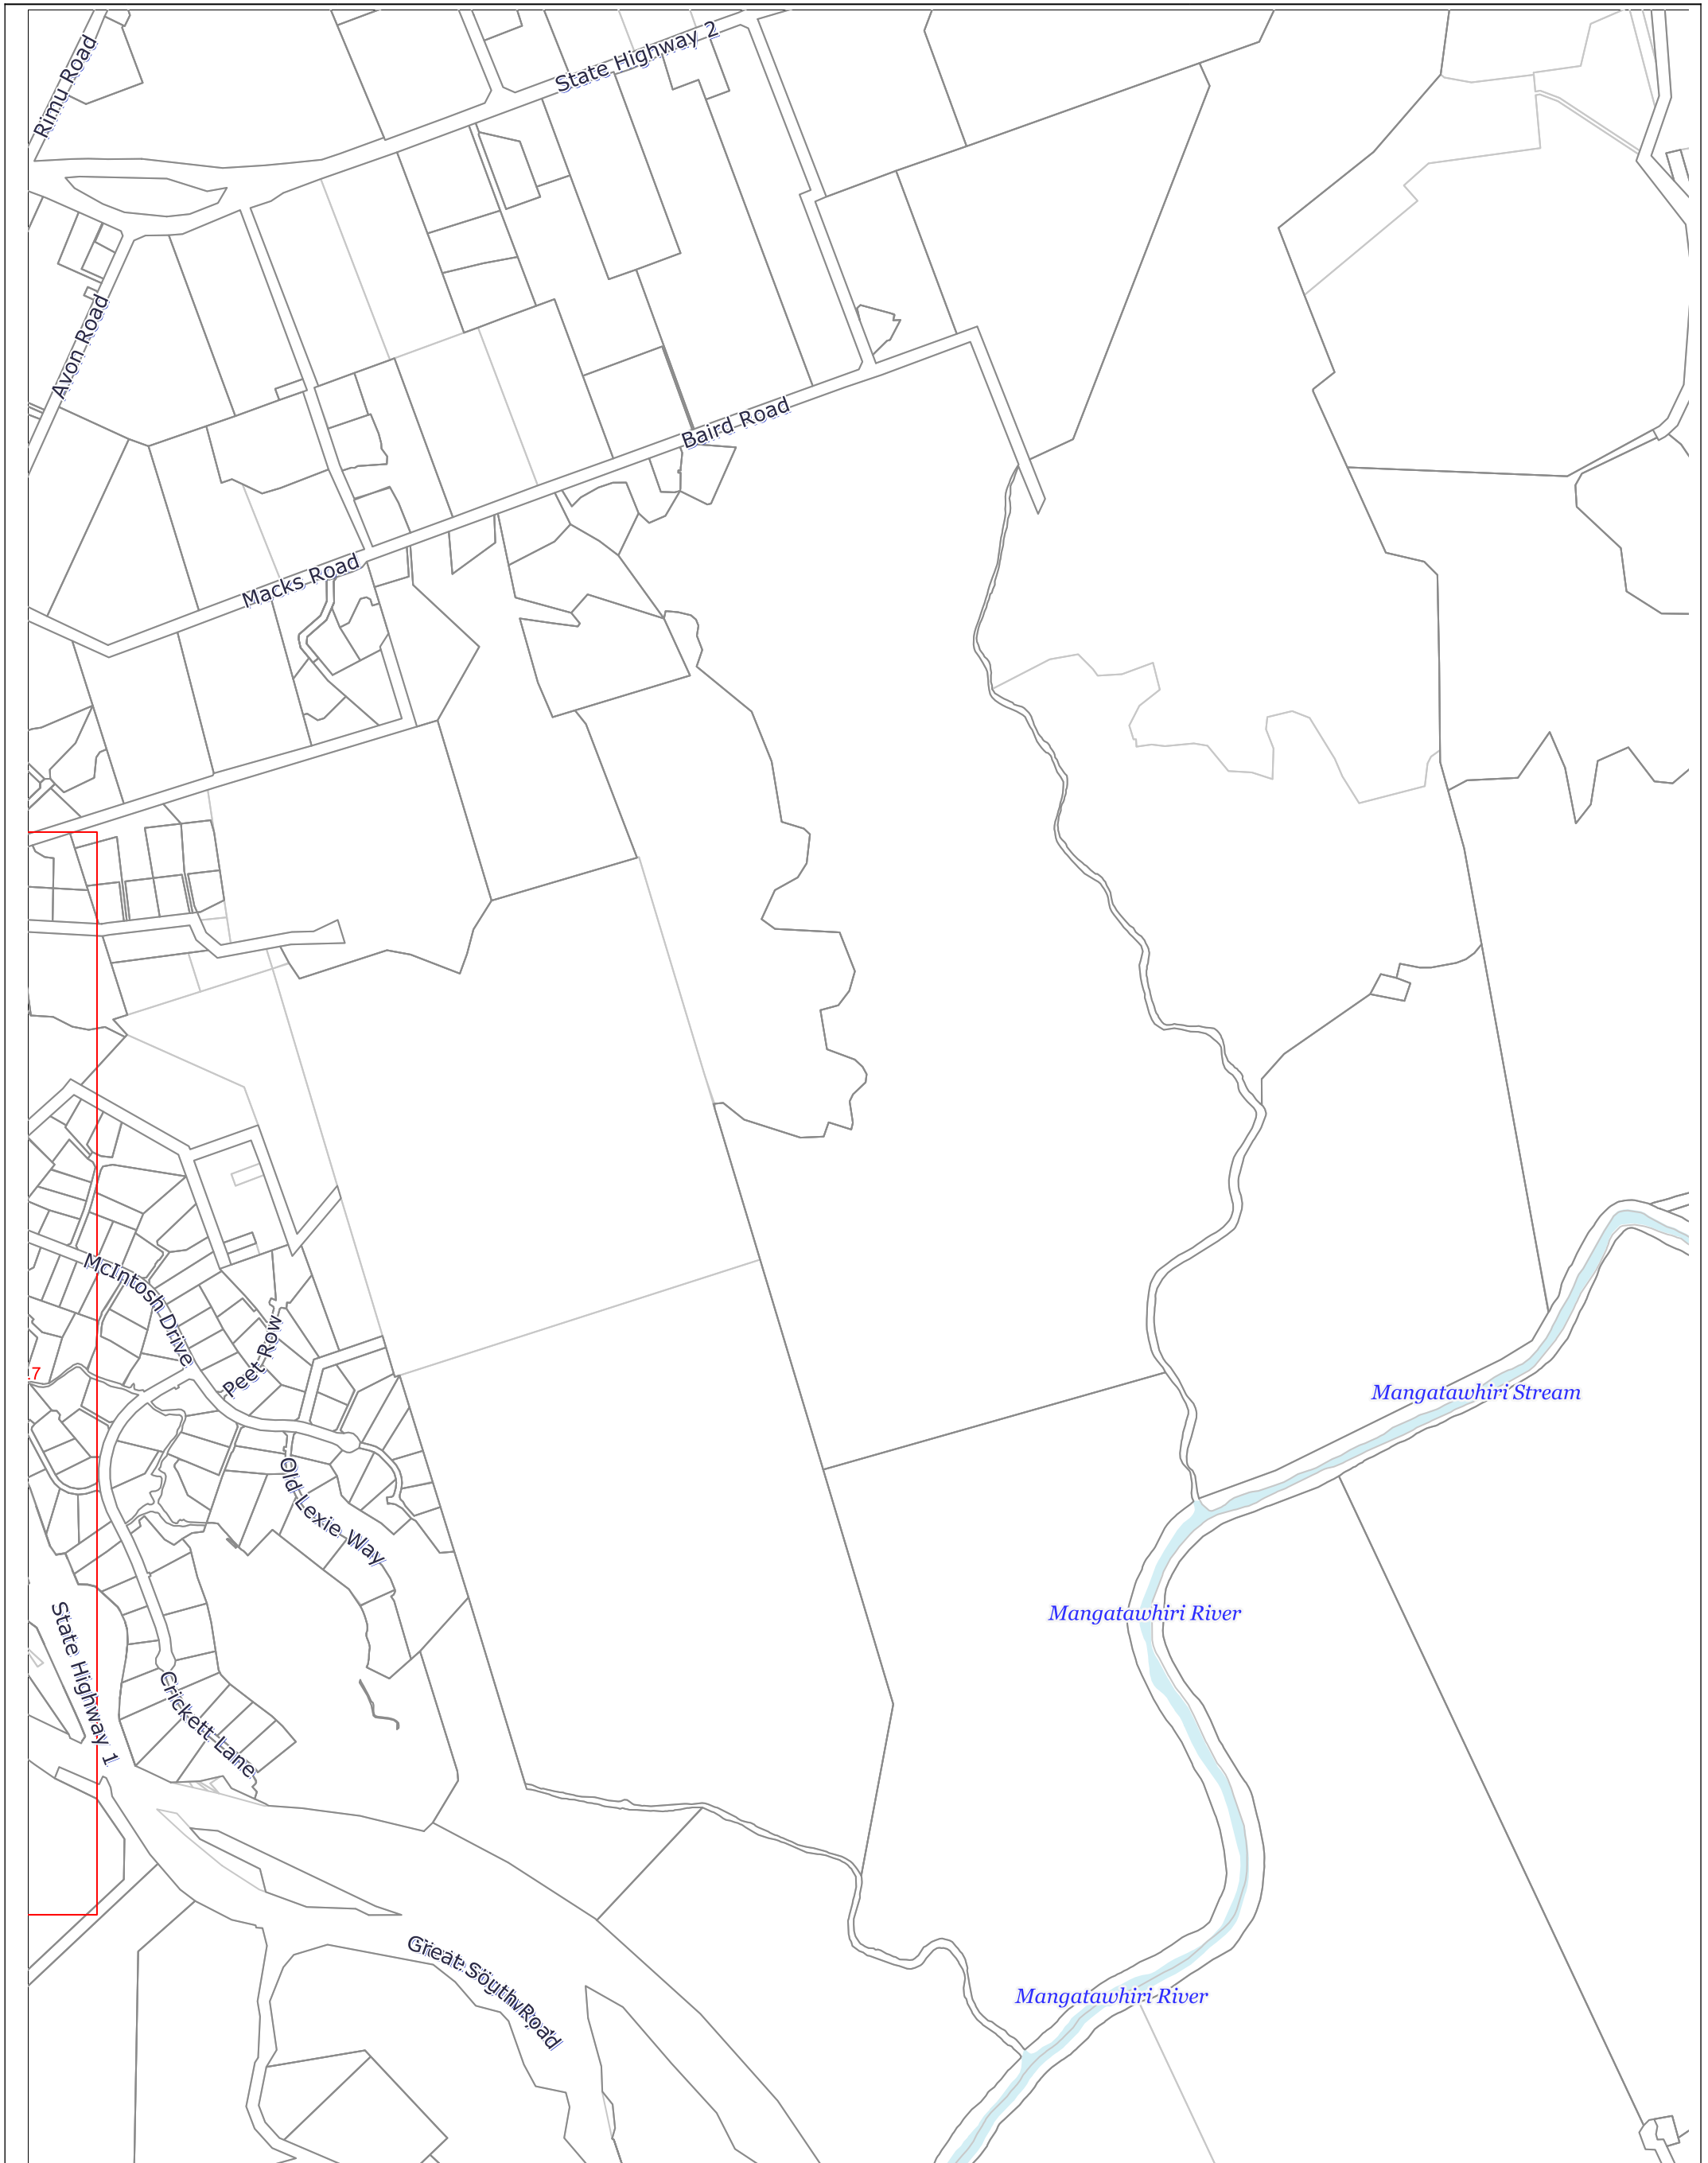 Rimu Road
State Highway 2
Avon Road
Baird Road
Macks Road
McIntosh Drive
Peet Row
17
Mangatawhiri Stream
Old Lexie Way
Mangatawhiri River
State Highway 1
Crickett Lane
Great South Road
Mangatawhiri River